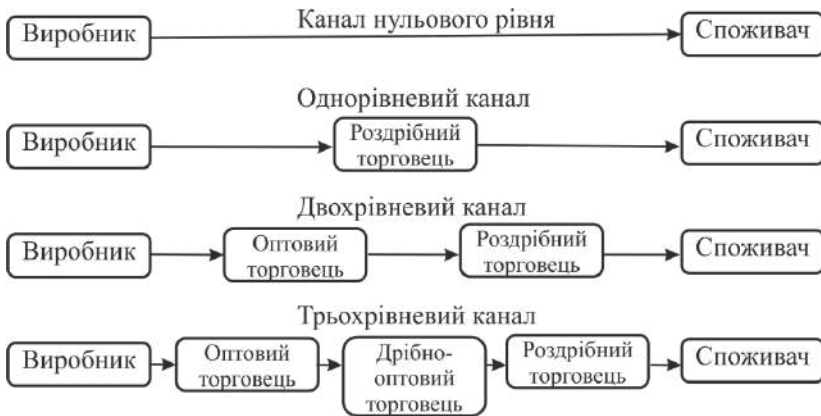 Канал нульового рівня
Виробник
Споживач
Однорівневий канал
Виробник
Роздрібний
торговець
Споживач
Двохрівневий канал
Виробник
Оптовий
торговець
Роздрібний
торговець
Споживач
Трьохрівневий канал
Виробник
Оптовий
торговець
Дрібно-
оптовий
торговець
Роздрібний
торговець
Споживач